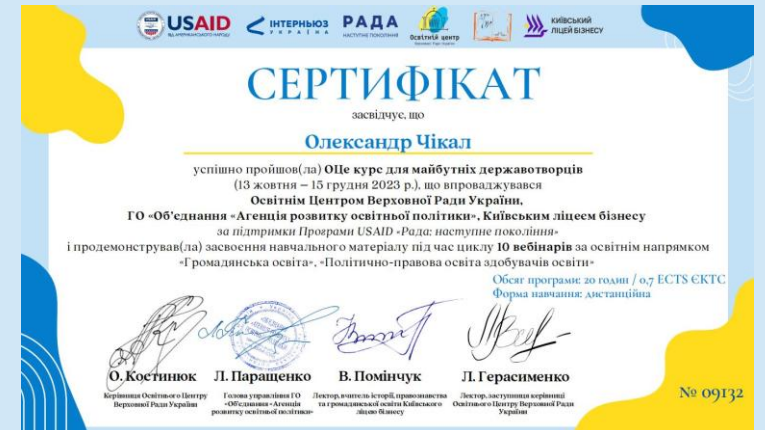 USAID
ВІД АМЕРИКАНСЬКОГО НАРОДУ
ІНТЕРНЬЮЗ
УКРАЇНА
РАДА
НАСТУПНЕ ПОКОЛІННЯ
Освітній центр
Верховної Ради України
КИЇВСЬКИЙ
ЛІЦЕЙ БІЗНЕСУ
СЕРТИФІКАТ
засвідчує, що
Олександр Чікал
успішно пройшов(ла) ОЦе курс для майбутніх державотворців
(13 жовтня – 15 грудня 2023 р.), що впроваджувався
Освітнім Центром Верховної Ради України,
ГО «Об'єднання «Агенція розвитку освітньої політики», Київським ліцеєм бізнесу
за підтримки Програми USAID «Рада: наступне покоління»
і продемонстрував(ла) засвоєння навчального матеріалу під час циклу 10 вебінарів за освітнім напрямком
«Громадянська освіта», «Політично-правова освіта здобувачів освіти»
Обсяг програми: 20 годин / 0,7 ECTS ЄКТС
Форма навчання: дистанційна
О. Костинюк
Керівниця Освітнього Центру
Верховної Ради України
Л. Паращенко
Голова управління ГО
«Об'єднання «Агенція
розвитку освітньої політики»
В. Помінчук
Лектор, вчитель історії, правознавства
та громадянської освіти Київського
ліцею бізнесу
Л. Герасименко
Лектор, заступниця керівниці
Освітнього Центру Верховної Ради
України
№ 09132